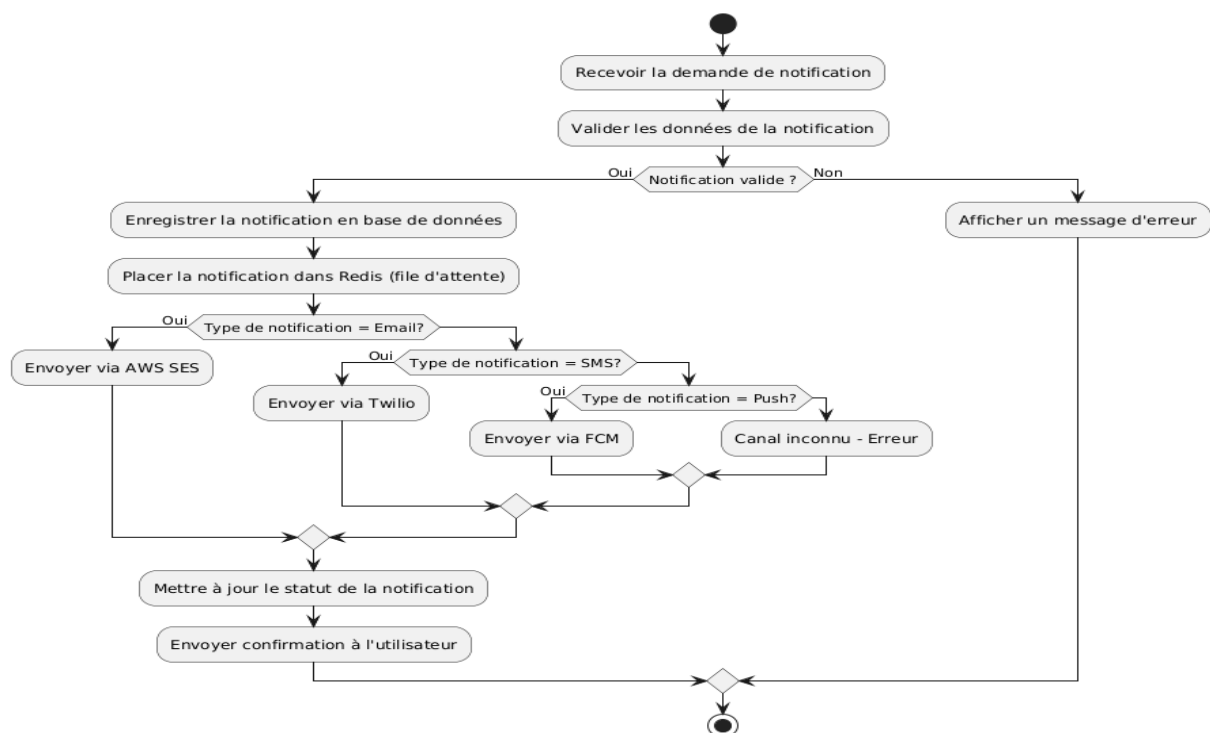 Recevoir la demande de notification
Valider les données de la notification
Oui
Notification valide ?
Non
Enregistrer la notification en base de données
Afficher un message d'erreur
Placer la notification dans Redis (file d'attente)
Oui
Type de notification = Email?
Envoyer via AWS SES
Oui
Type de notification = SMS?
Envoyer via Twilio
Oui
Type de notification = Push?
Envoyer via FCM
Canal inconnu - Erreur
Mettre à jour le statut de la notification
Envoyer confirmation à l'utilisateur